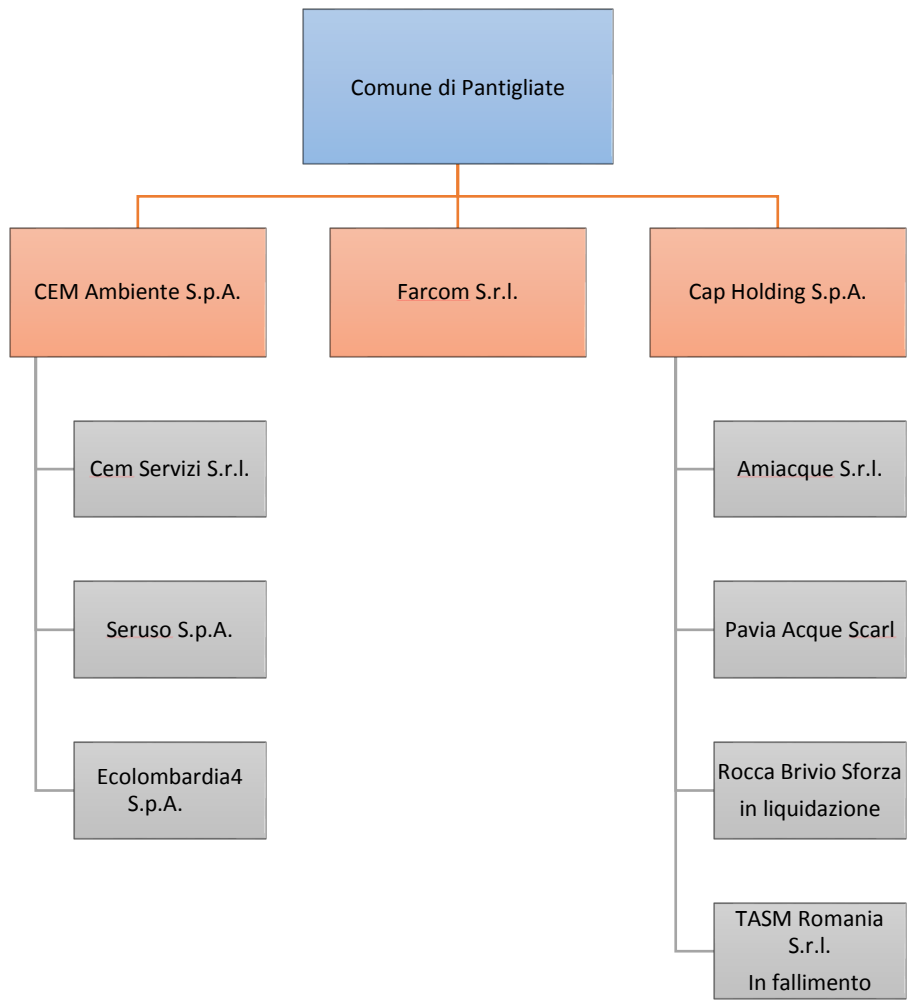 Comune di Pantigliate
CEM Ambiente S.p.A.
Farcom S.r.l.
Cap Holding S.p.A.
Cem Servizi S.r.l.
Seruso S.p.A.
Ecolombardia4
S.p.A.
Amiacque S.r.l.
Pavia Acque Scarl
Rocca Brivio Sforza
in liquidazione
TASM Romania
S.r.l.
In fallimento